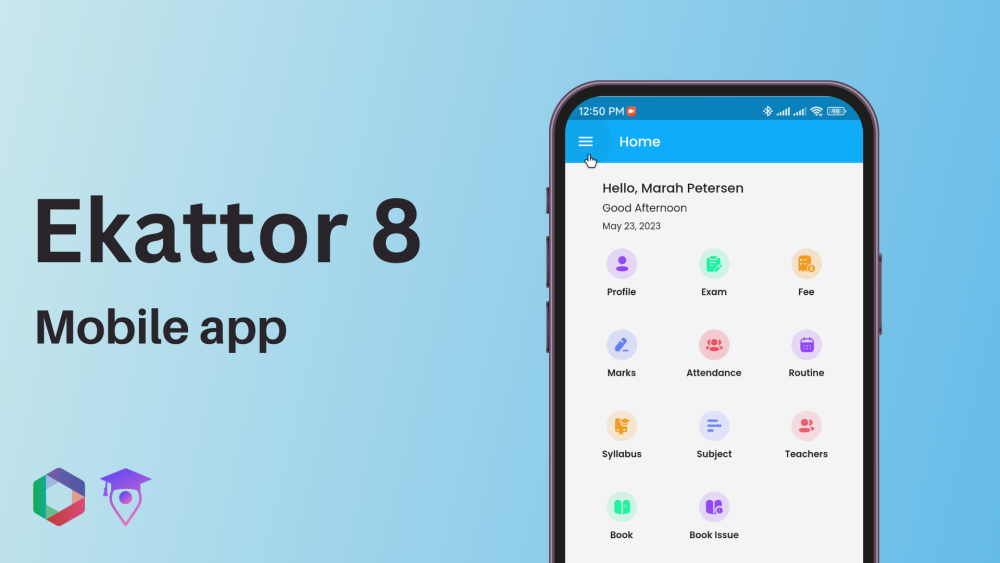 Ekattor 8
Mobile app
12:50 PM
98
Home
Hello, Marah Petersen
Good Afternoon
May 23, 2023
Profile Exam Fee
Marks Attendance Routine
Syllabus Subject Teachers
Book Book Issue